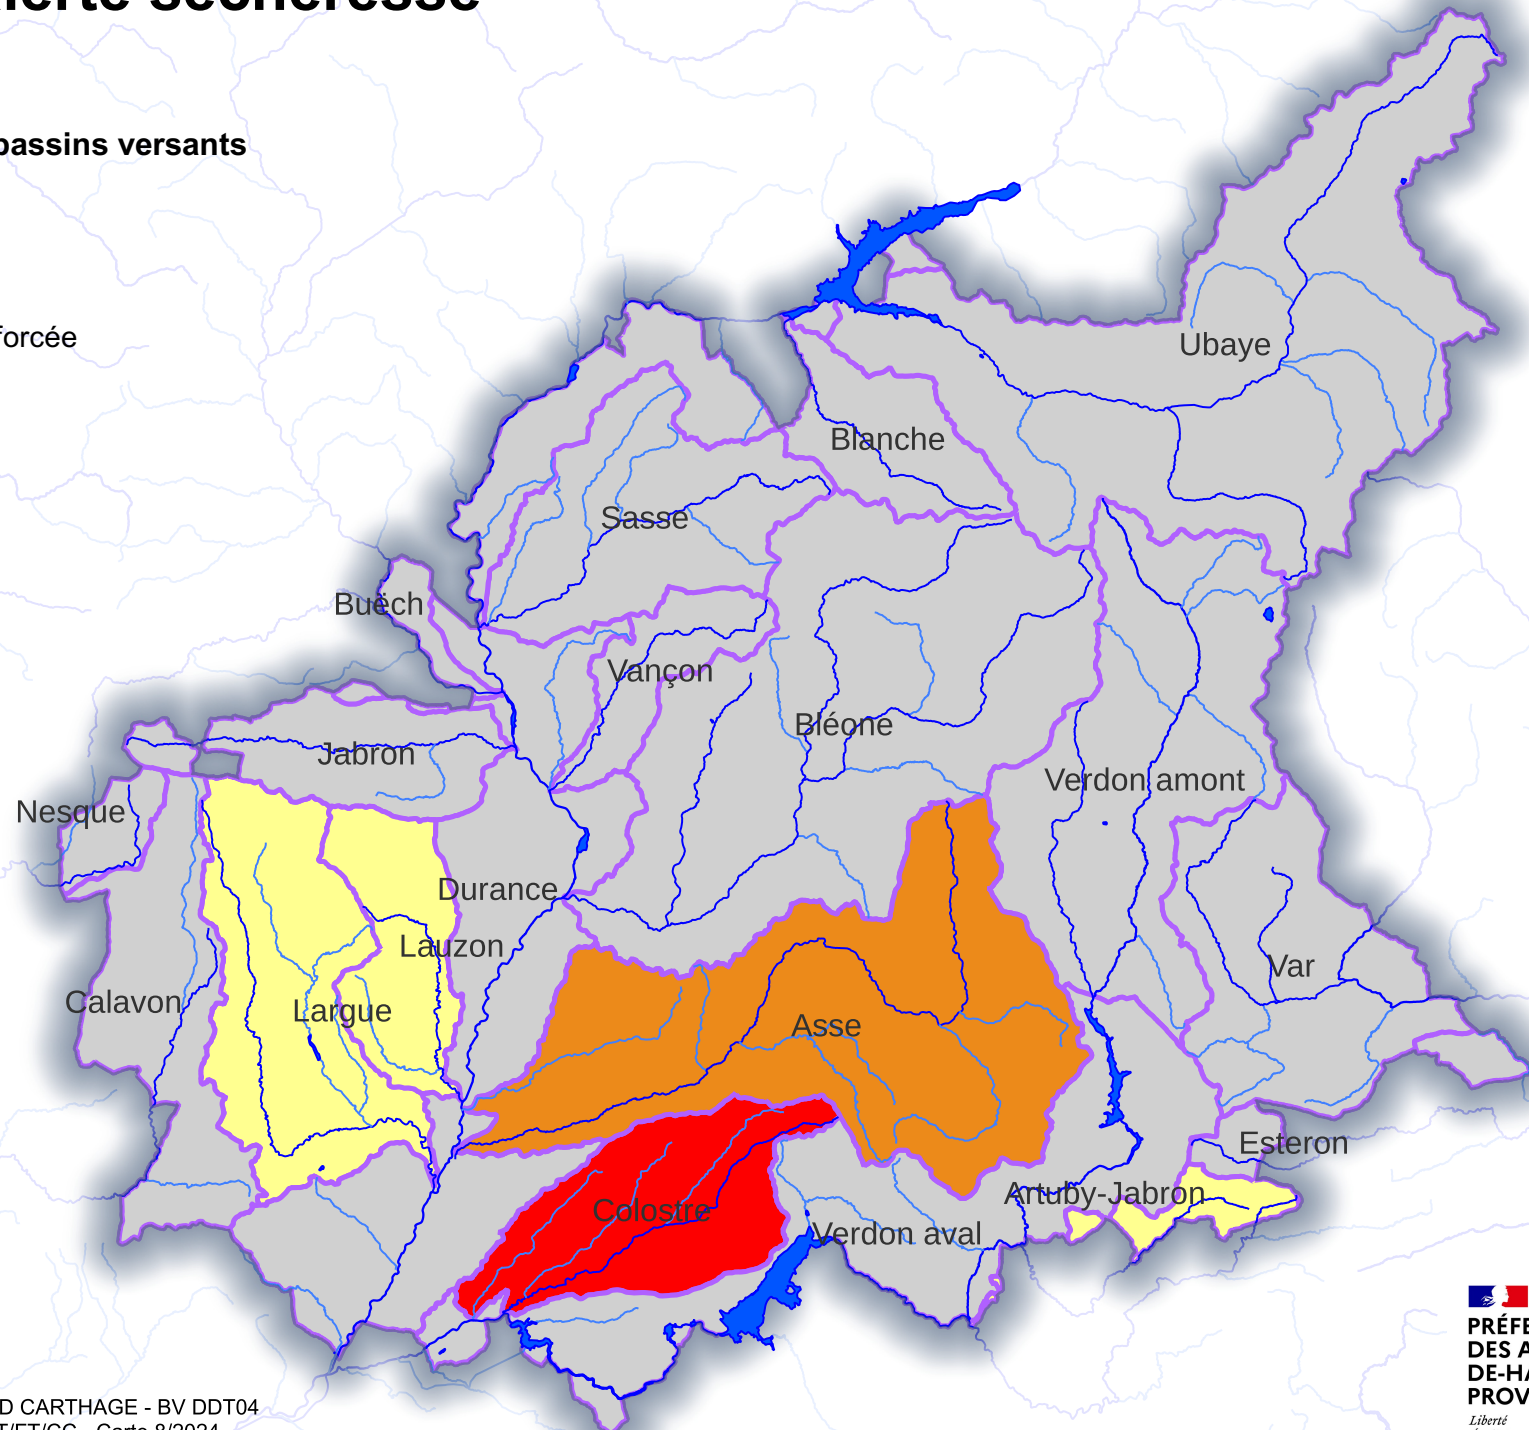 bassins versants
forcée
Ubaye
Blanche
Sasse
Buëch
Vançon
Bléone
Jabron
Verdon amont
Nesque
Durance
Lauzon
Var
Calavon
Largue
Asse
Esteron
Artuby-Jabron
Colostre
Verdon aval
PRÉFE
DES A
DE-HA
PROV
Liberté
D CARTHAGE - BV DDT04